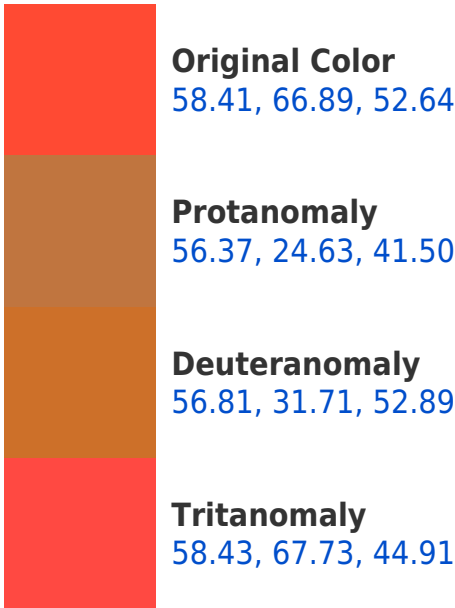 Original Color
58.41, 66.89, 52.64
Protanomaly
56.37, 24.63, 41.50
Deuteranomaly
56.81, 31.71, 52.89
Tritanomaly
58.43, 67.73, 44.91